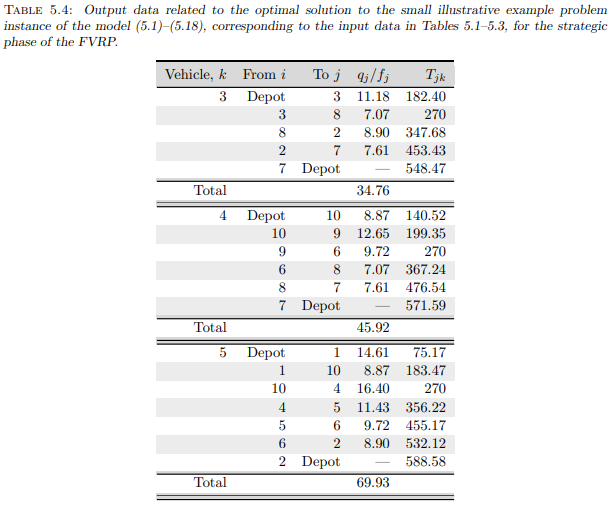 TABLE 5.4: Output data related to the optimal solution to the small illustrative example problem
instance of the model (5.1)–(5.18), corresponding to the input data in Tables 5.1–5.3, for the strategic
phase of the FVRP.
Vehicle, k From i To j qj/fj Tjk
3 Depot 3 11.18 182.40
3 8 7.07 270
8 2 8.90 347.68
2 7 7.61 453.43
7 Depot — 548.47
Total 34.76
4 Depot 10 8.87 140.52
10 9 12.65 199.35
9 6 9.72 270
6 8 7.07 367.24
8 7 7.61 476.54
7 Depot — 571.59
Total 45.92
5 Depot 1 14.61 75.17
1 10 8.87 183.47
10 4 16.40 270
4 5 11.43 356.22
5 6 9.72 455.17
6 2 8.90 532.12
2 Depot — 588.58
Total 69.93